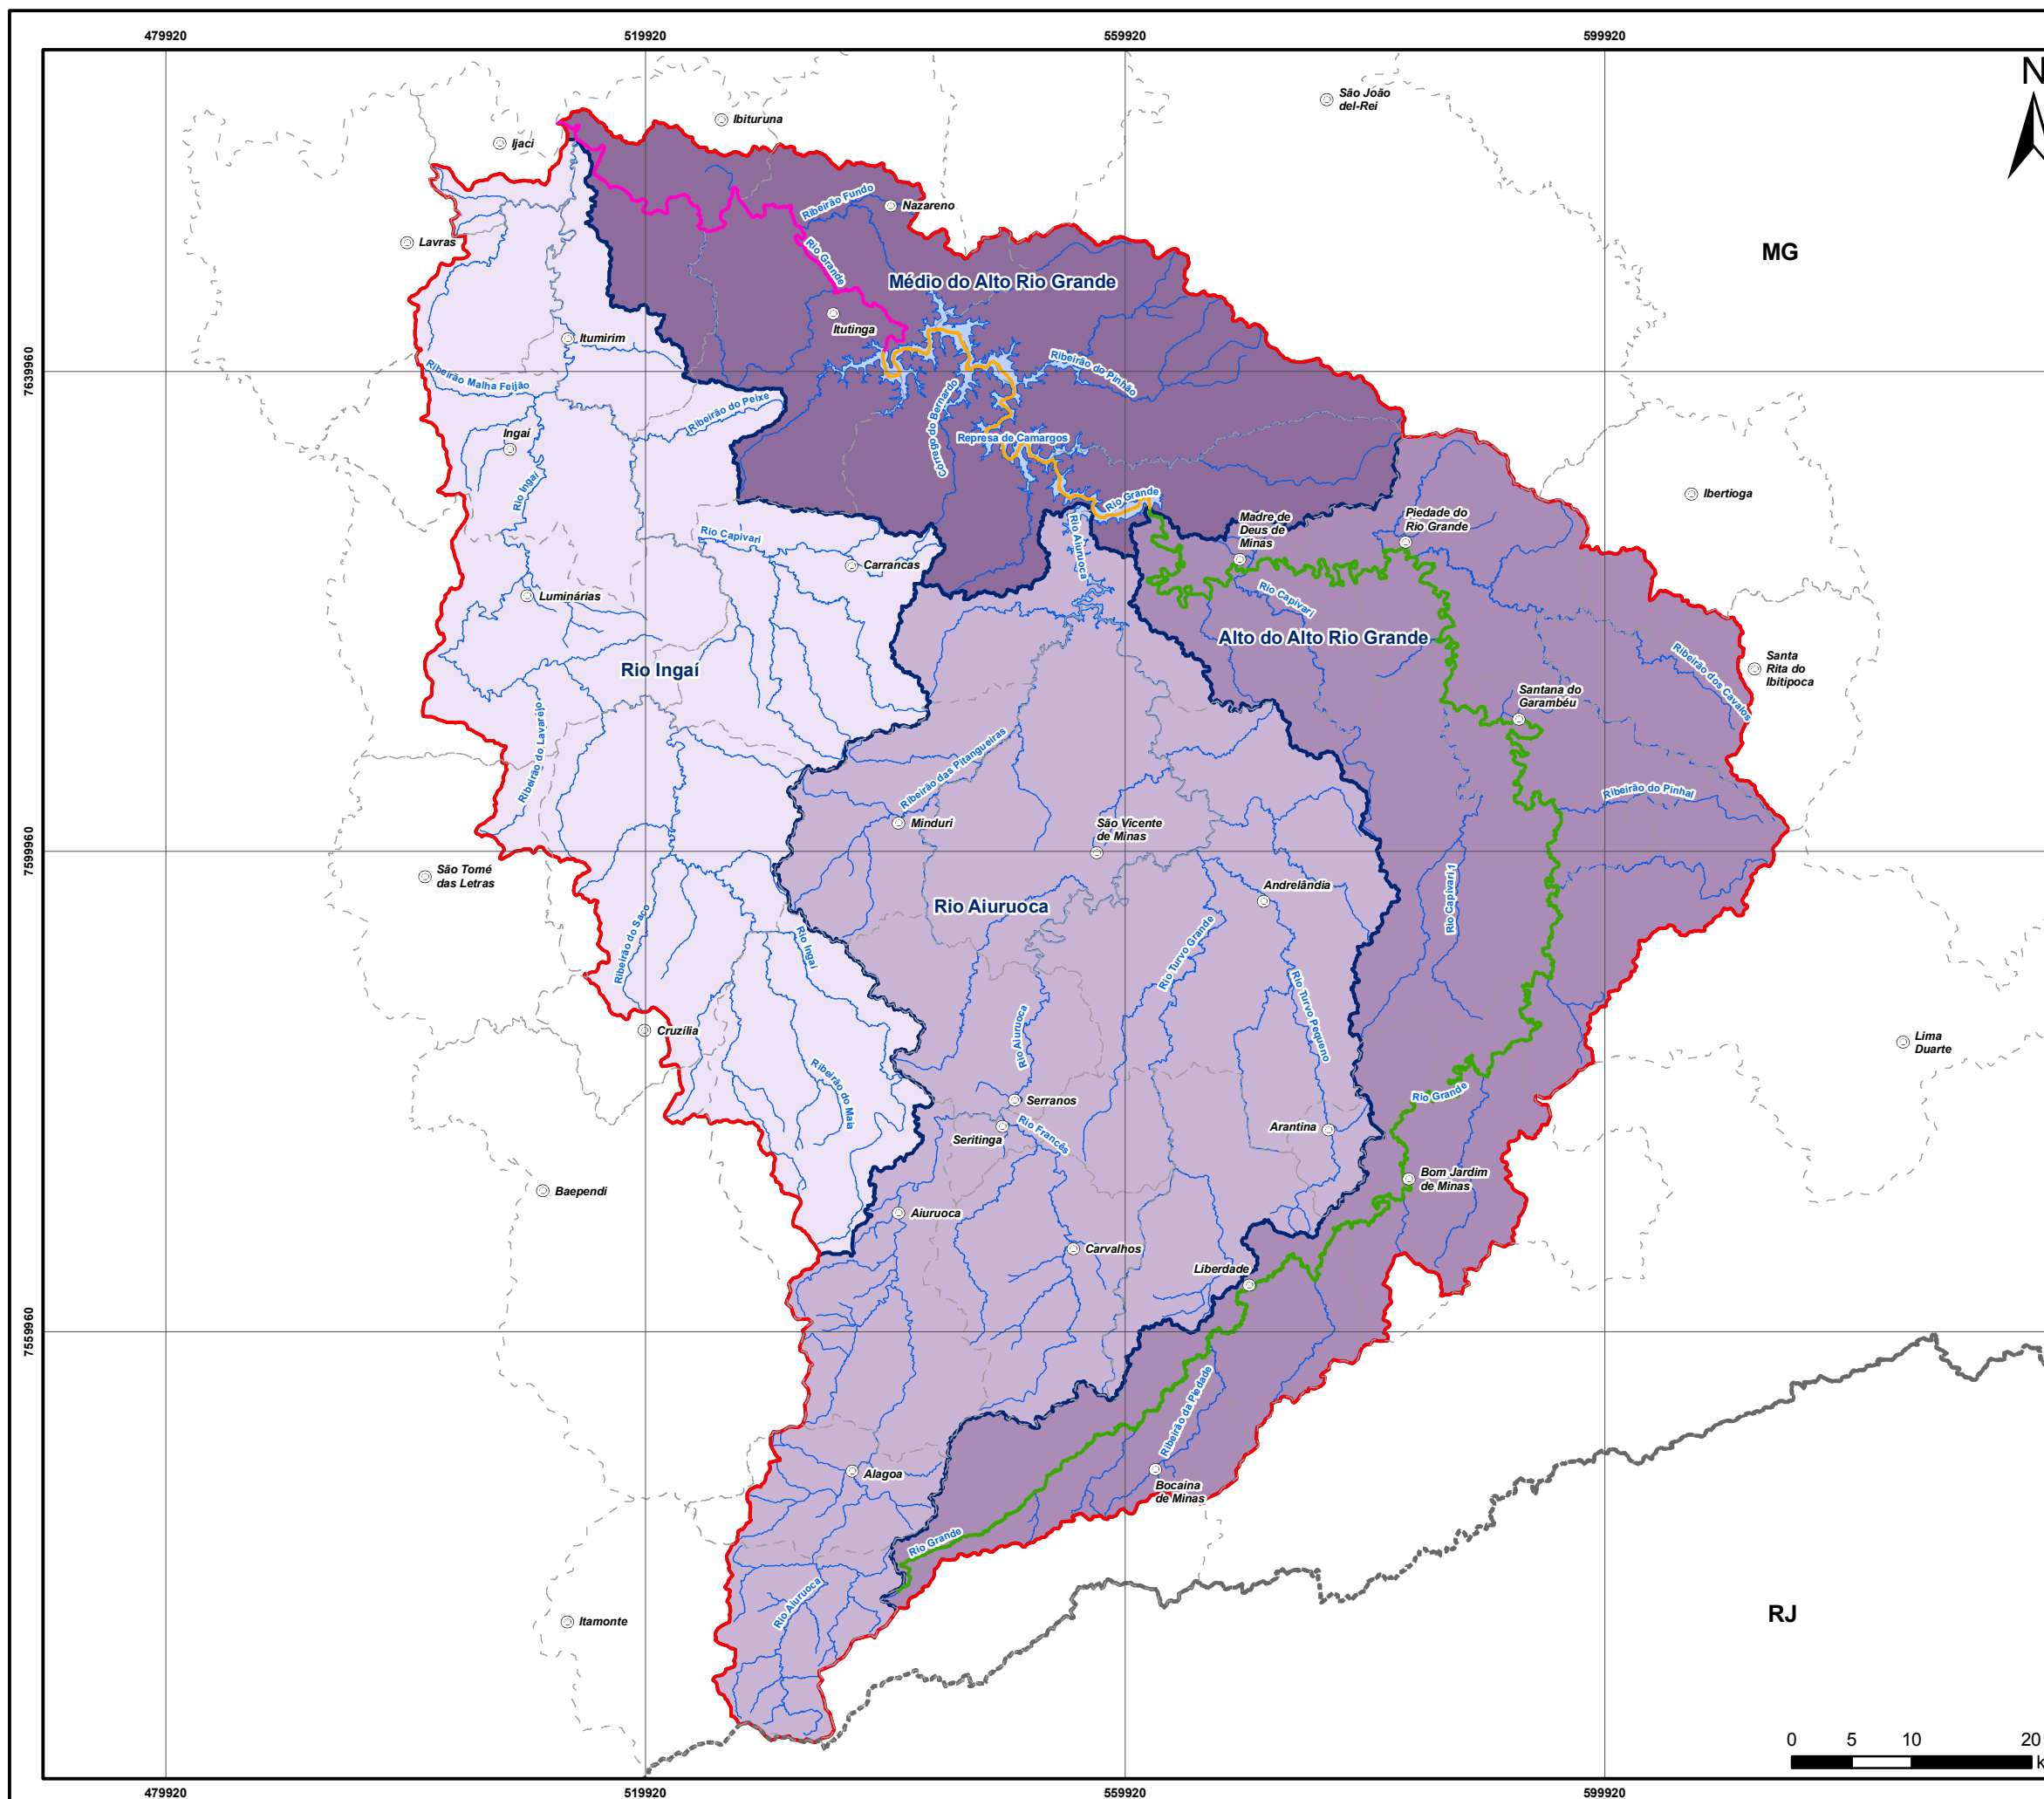 479920
519920
559920
599920
N
São João
del-Rei
Ibituruna
Ijaci
Ribeirão Fundo
Nazareno
Lavras
Rio Grande
MG
Médio do Alto Rio Grande
Itutinga
Itumirim
7639960
Ribeirão Malha Feijão
Ribeirão do Pinhão
Ribeirão do Peixe
Córrego do Bernardo
Ingaí
Represa de Camargos
Rio Ingaí
Rio Grande
Ibertioga
Madre de
Deus de
Minas
Piedade do
Rio Grande
Rio Capivari
Rio Aiuruoca
Carrancas
Luminárias
Rio Capivari
Alto do Alto Rio Grande
Rio Ingaí
Ribeirão dos Cavalos
Santa
Rita do
Ibitipoca
Santana do
Garambéu
Ribeirão do Lavarejo
Ribeirão das Pitangueiras
Ribeirão do Pinhal
Minduri
São Vicente
de Minas
7599960
São Tomé
das Letras
Andrelândia
Rio Capivari 1
Rio Aiuruoca
Ribeirão do Saco
Rio Ingaí
Rio Turvo Grande
Rio Turvo Pequeno
Cruzília
Rio Aiuruoca
Lima
Duarte
Ribeirão do Maia
Rio Grande
Serranos
Seritinga
Rio Francês
Arantina
Bom Jardim
de Minas
Baependi
Aiuruoca
Carvalhos
Liberdade
7559960
Ribeirão da Piedade
Alagoa
Bocaina
de Minas
Rio Grande
Rio Aiuruoca
Itamonte
RJ
0
5
10
20
479920
519920
559920
599920